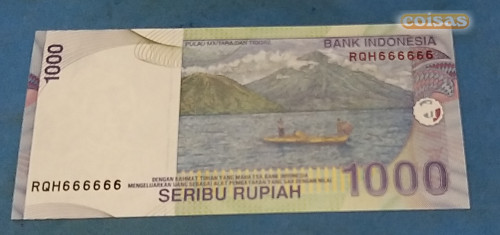 coisas
1000
PULAU MAITARA DAN TIDORE
BANK INDONESIA
RQH666666
DENGAN RAHMAT TUHAN YANG MAHA ESA BANK INDONESIA
MENGELUARKAN UANG SEBAGAI ALAT PEMBAYARAN YANG SAH DENGAN
RQH666666
SERIBU RUPIAH
1000